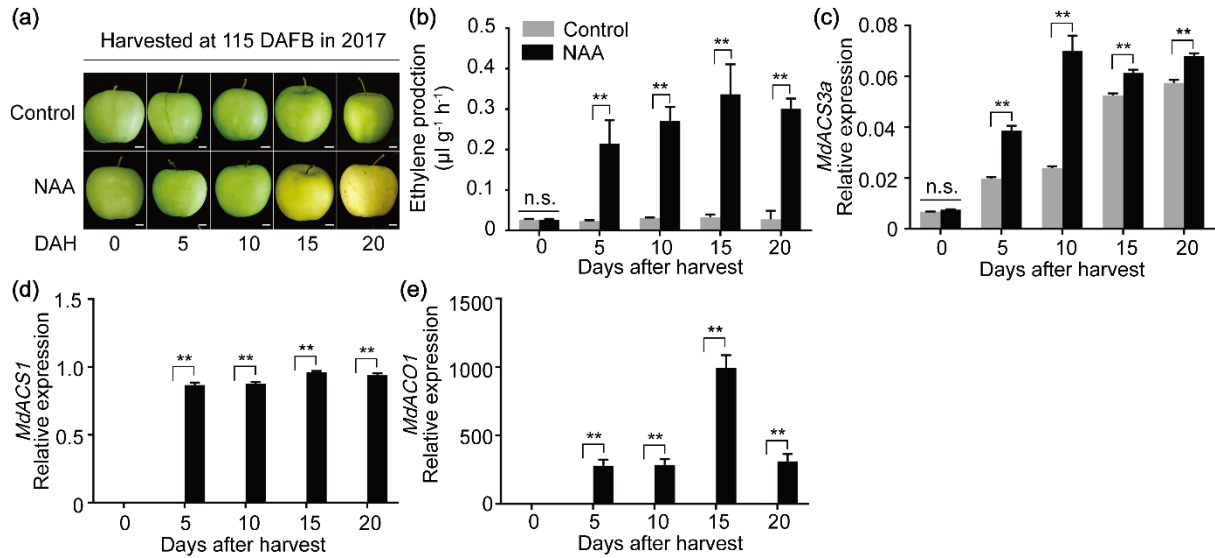 (a)
Harvested at 115 DAFB in 2017
Control
NAA
DAH 0 5 10 15 20
(b)
Control
NAA
Ethylene prodction
(µl g⁻¹ h⁻¹)
0.5
0.4
0.3
0.2
0.1
0
n.s.
**
**
**
**
0 5 10 15 20
Days after harvest
(c)
MdACS3a
Relative expression
0.08
0.06
0.04
0.02
0
n.s.
**
**
**
**
0 5 10 15 20
Days after harvest
(d)
MdACS1
Relative expression
1.5
1.0
0.5
0
**
**
**
**
0 5 10 15 20
Days after harvest
(e)
MdACO1
Relative expression
1500
1000
750
500
250
0
**
**
**
**
0 5 10 15 20
Days after harvest